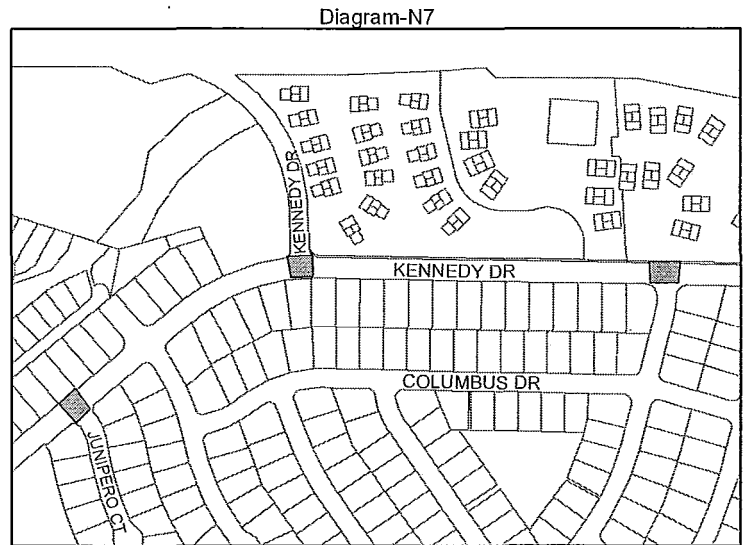 Diagram-N7
KENNEDY DR
KENNEDY DR
COLUMBUS DR
JUNIPERO CT